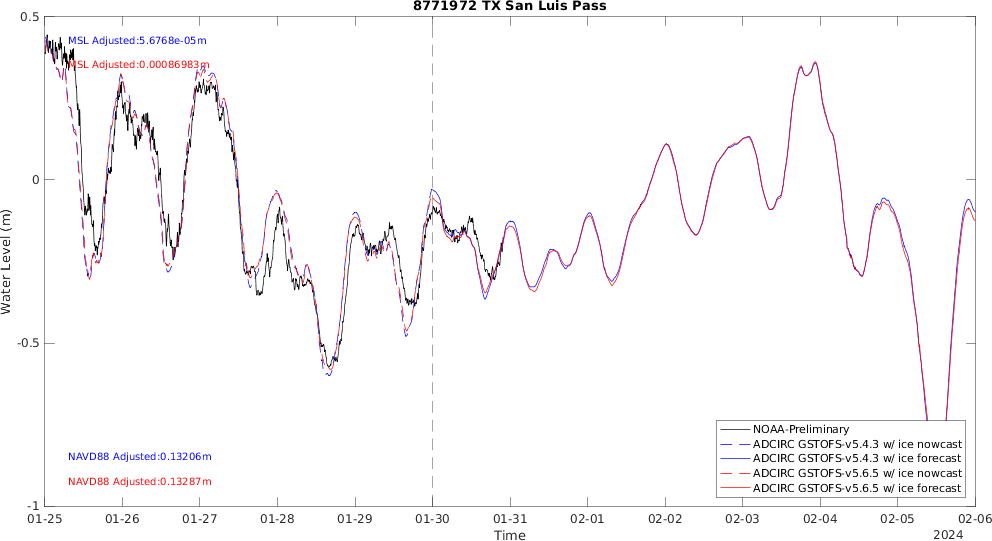 8771972 TX San Luis Pass
0.5
MSL Adjusted:5.6768e-05m
MSL Adjusted:0.00086983m
0
Water Level (m)
-0.5
NOAA-Preliminary
ADCIRC GSTOFS-v5.4.3 w/ ice nowcast
ADCIRC GSTOFS-v5.4.3 w/ ice forecast
ADCIRC GSTOFS-v5.6.5 w/ ice nowcast
ADCIRC GSTOFS-v5.6.5 w/ ice forecast
NAVD88 Adjusted:0.13206m
NAVD88 Adjusted:0.13287m
-1
01-25 01-26 01-27 01-28 01-29 01-30 01-31 02-01 02-02 02-03 02-04 02-05 02-06
Time
2024